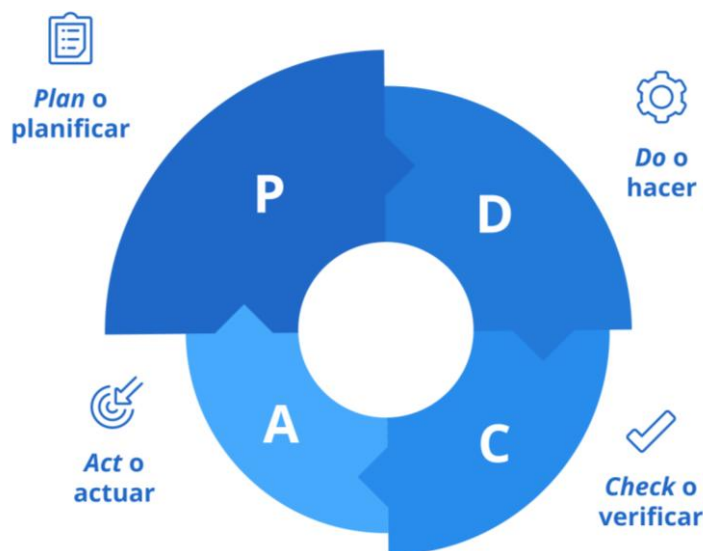 Plan o
planificar
P
D
Do o
hacer
A
C
Act o
actuar
Check o
verificar